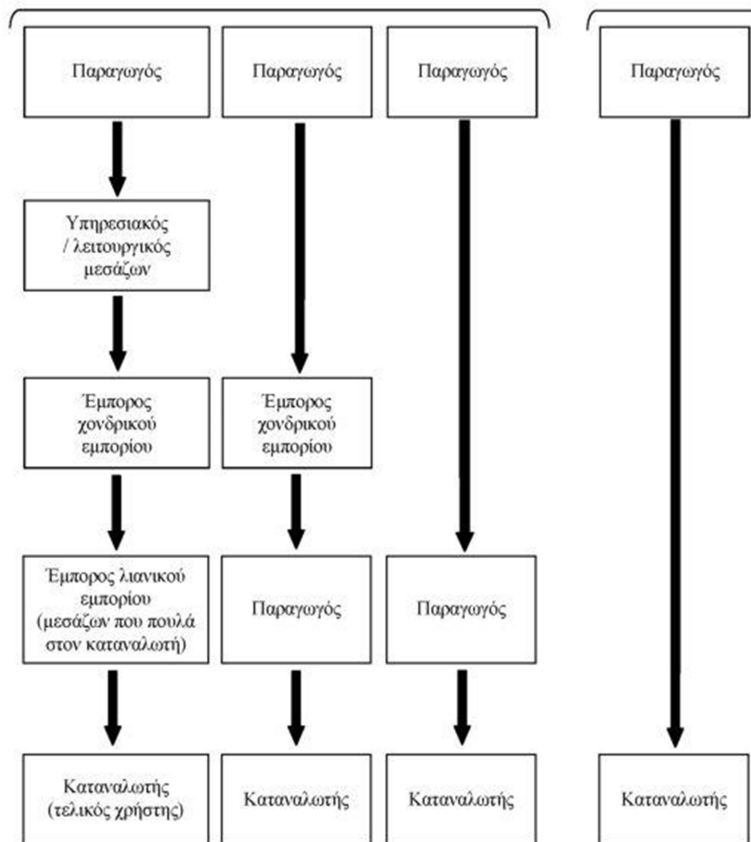 Παραγωγός
Παραγωγός
Παραγωγός
Παραγωγός
Υπηρεσιακός
/ λειτουργικός
μεσάζων
Έμπορος
χονδρικού
εμπορίου
Έμπορος
χονδρικού
εμπορίου
Έμπορος λιανικού
εμπορίου
(μεσάζων που πουλά
στον καταναλωτή)
Παραγωγός
Παραγωγός
Καταναλωτής
(τελικός χρήστης)
Καταναλωτής
Καταναλωτής
Καταναλωτής